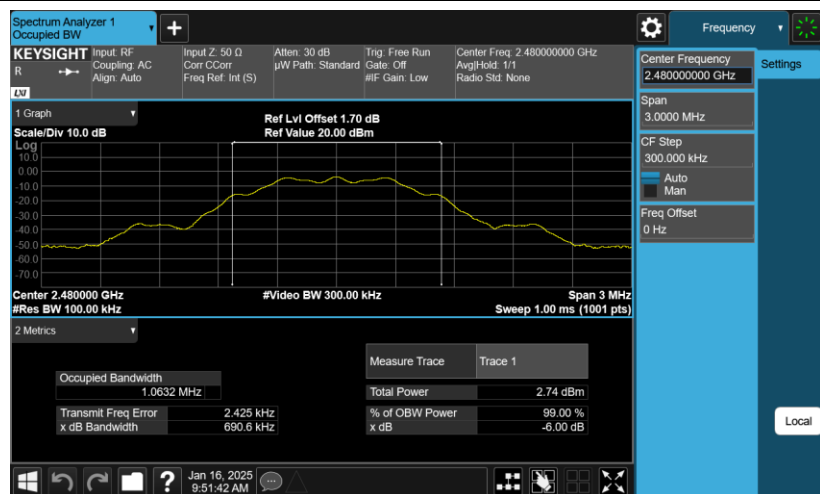 Spectrum Analyzer 1
Occupied BW
+
Frequency
KEYSIGHT
R
LXI
Input: RF
Coupling: AC
Align: Auto
Input Z: 50 Ω
Corr CCorr
Freq Ref: Int (S)
Atten: 30 dB
µW Path: Standard
Trig: Free Run
Gate: Off
#IF Gain: Low
Center Freq: 2.480000000 GHz
Avg|Hold: 1/1
Radio Std: None
Center Frequency
2.480000000 GHz
Settings
Span
3.0000 MHz
CF Step
300.000 kHz
Auto
Man
Freq Offset
0 Hz
Local
1 Graph
Scale/Div 10.0 dB
Ref Lvl Offset 1.70 dB
Ref Value 20.00 dBm
Log
10.0
0.00
-10.0
-20.0
-30.0
-40.0
-50.0
-60.0
-70.0
Center 2.480000 GHz
#Video BW 300.00 kHz
Span 3 MHz
#Res BW 100.00 kHz
Sweep 1.00 ms (1001 pts)
2 Metrics
Measure Trace Trace 1
Occupied Bandwidth
1.0632 MHz
Total Power 2.74 dBm
Transmit Freq Error 2.425 kHz
% of OBW Power 99.00 %
x dB Bandwidth 690.6 kHz
x dB -6.00 dB
?
Jan 16, 2025
9:51:42 AM